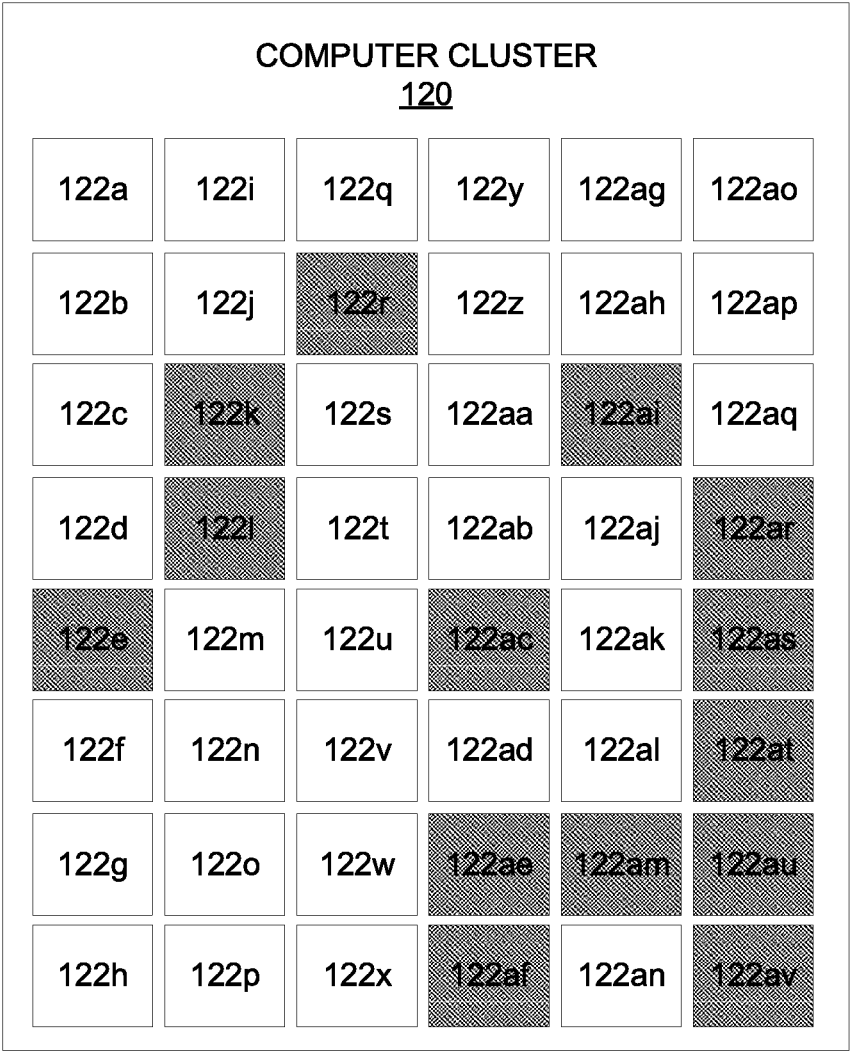 COMPUTER CLUSTER
120
122a 122i 122q 122y 122ag 122ao
122b 122j 122r 122z 122ah 122ap
122c 122k 122s 122aa 122ai 122aq
122d 122l 122t 122ab 122aj 122ar
122e 122m 122u 122ac 122ak 122as
122f 122n 122v 122ad 122al 122at
122g 122o 122w 122ae 122am 122au
122h 122p 122x 122af 122an 122av